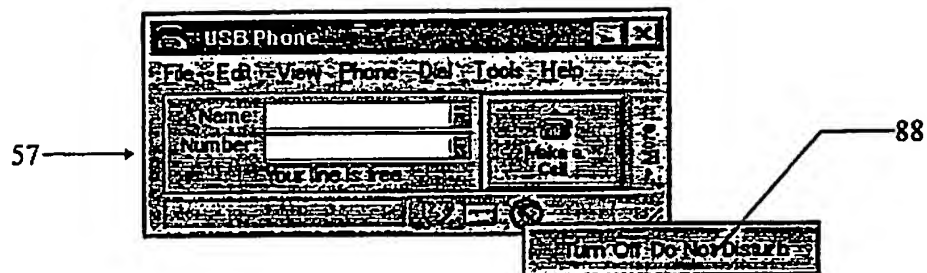 USB Phone
File Edit View Phone Dial Tools Help
Name:
Number:
Make a
Call
Your line is free
57
88
Turn Off Do Not Disturb